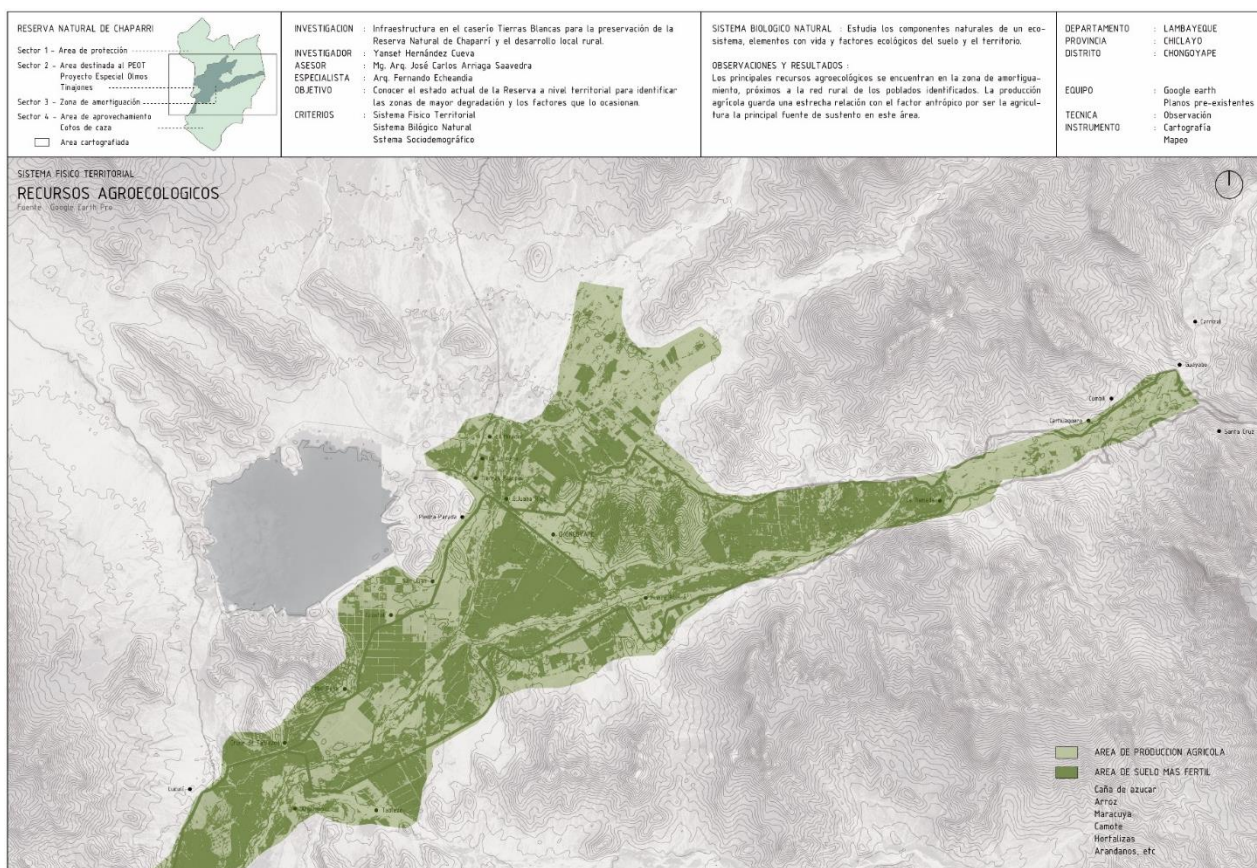 RESERVA NATURAL DE CHAPARRI
Sector 1 - Area de protección
Sector 2 - Area destinada al PEOT
Proyecto Especial Olmos
Tinajones
Sector 3 - Zona de amortiguación
Sector 4 - Area de aprovechamiento
Cotos de caza
Area cartografiada
INVESTIGACION : Infraestructura en el caserío Tierras Blancas para la preservación de la
Reserva Natural de Chaparrí y el desarrollo local rural.
INVESTIGADOR : Yanset Hernández Cueva
ASESOR : Mg. Arq. José Carlos Arriaga Saavedra
ESPECIALISTA : Arq. Fernando Echeandia
OBJETIVO : Conocer el estado actual de la Reserva a nivel territorial para identificar
las zonas de mayor degradación y los factores que lo ocasionan.
CRITERIOS : Sistema Fisico Territorial
Sistema Bilógico Natural
Sstema Sociodemográfico
SISTEMA BIOLOGICO NATURAL : Estudia los componentes naturales de un eco-
sistema, elementos con vida y factores ecológicos del suelo y el territorio.
OBSERVACIONES Y RESULTADOS :
Los principales recursos agroecológicos se encuentran en la zona de amortigua-
miento, próximos a la red rural de los poblados identificados. La producción
agrícola guarda una estrecha relación con el factor antrópico por ser la agricul-
tura la principal fuente de sustento en este área.
DEPARTAMENTO : LAMBAYEQUE
PROVINCIA : CHICLAYO
DISTRITO : CHONGOYAPE
EQUIPO : Google earth
Planos pre-existentes
TECNICA : Observación
INSTRUMENTO : Cartografía
Mapeo
SISTEMA FISICO TERRITORIAL
RECURSOS AGROECOLOGICOS
Fuente: Google Earth Pro
Cumbil
Carhuaquero
Santa Cruz
Piedra Parada
AREA DE PRODUCCION AGRICOLA
AREA DE SUELO MAS FERTIL
Caña de azucar
Arroz
Maracuya
Camote
Hortalizas
Arandanos, etc